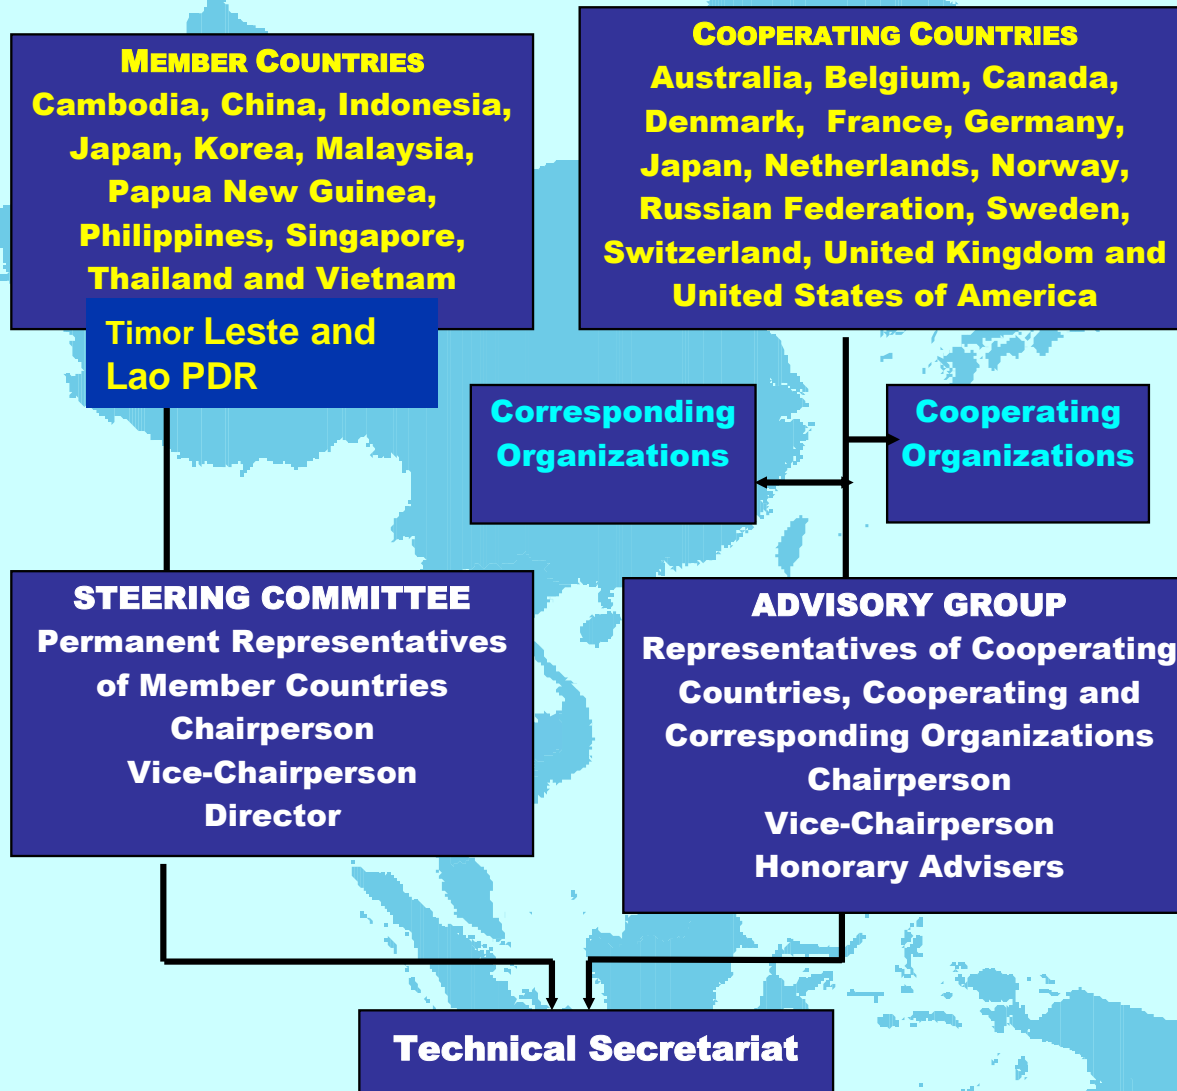 MEMBER COUNTRIES
Cambodia, China, Indonesia,
Japan, Korea, Malaysia,
Papua New Guinea,
Philippines, Singapore,
Thailand and Vietnam
Timor Leste and
Lao PDR
COOPERATING COUNTRIES
Australia, Belgium, Canada,
Denmark, France, Germany,
Japan, Netherlands, Norway,
Russian Federation, Sweden,
Switzerland, United Kingdom and
United States of America
Corresponding
Organizations
Cooperating
Organizations
STEERING COMMITTEE
Permanent Representatives
of Member Countries
Chairperson
Vice-Chairperson
Director
ADVISORY GROUP
Representatives of Cooperating
Countries, Cooperating and
Corresponding Organizations
Chairperson
Vice-Chairperson
Honorary Advisers
Technical Secretariat